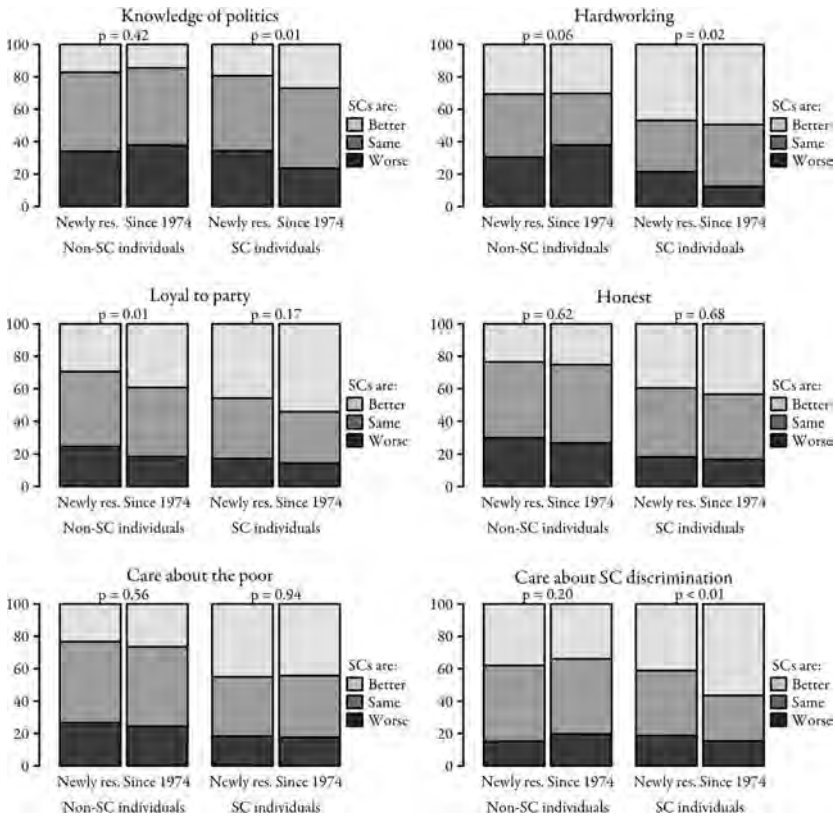 Knowledge of politics
p = 0.42 p = 0.01
100
80
60
40
20
0
SCs are:
Better
Same
Worse
Newly res. Since 1974 Newly res. Since 1974
Non-SC individuals SC individuals
Hardworking
p = 0.06 p = 0.02
100
80
60
40
20
0
SCs are:
Better
Same
Worse
Newly res. Since 1974 Newly res. Since 1974
Non-SC individuals SC individuals
Loyal to party
p = 0.01 p = 0.17
100
80
60
40
20
0
SCs are:
Better
Same
Worse
Newly res. Since 1974 Newly res. Since 1974
Non-SC individuals SC individuals
Honest
p = 0.62 p = 0.68
100
80
60
40
20
0
SCs are:
Better
Same
Worse
Newly res. Since 1974 Newly res. Since 1974
Non-SC individuals SC individuals
Care about the poor
p = 0.56 p = 0.94
100
80
60
40
20
0
SCs are:
Better
Same
Worse
Newly res. Since 1974 Newly res. Since 1974
Non-SC individuals SC individuals
Care about SC discrimination
p = 0.20 p < 0.01
100
80
60
40
20
0
SCs are:
Better
Same
Worse
Newly res. Since 1974 Newly res. Since 1974
Non-SC individuals SC individuals